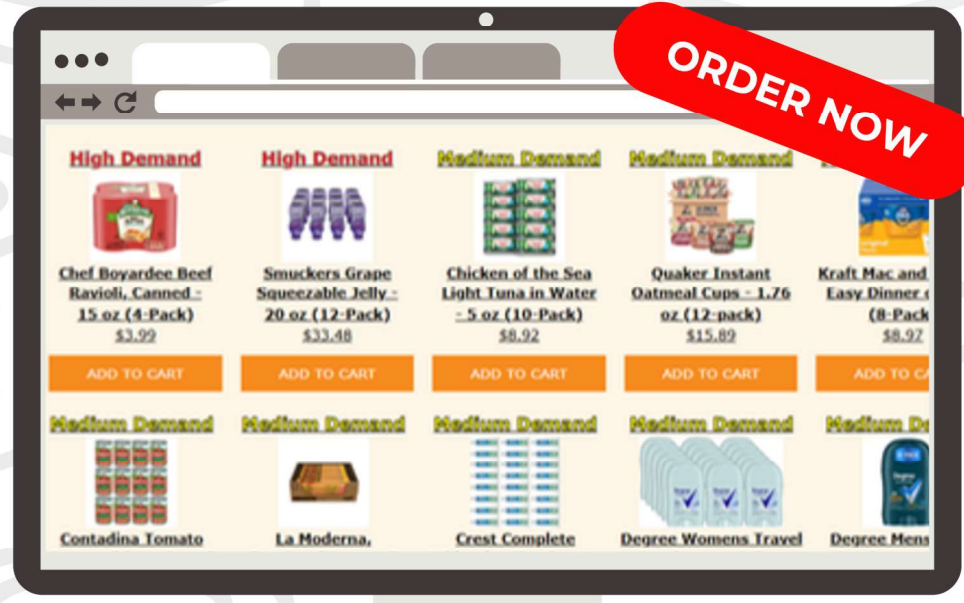 ORDER NOW
High Demand
Chef Boyardee Beef
Ravioli, Canned -
15 oz (4-Pack)
$3.99
ADD TO CART
High Demand
Smuckers Grape
Squeezable Jelly -
20 oz (12-Pack)
$33.48
ADD TO CART
Medium Demand
Chicken of the Sea
Light Tuna in Water
- 5 oz (10-Pack)
$8.92
ADD TO CART
Medium Demand
Quaker Instant
Oatmeal Cups - 1.76
oz (12-pack)
$15.89
ADD TO CART
Kraft Mac and
Easy Dinner
(8-Pack
$8.97
ADD TO
Medium Demand
Contadina Tomato
Medium Demand
La Moderna,
Medium Demand
Crest Complete
Medium Demand
Degree Womens Travel
Medium
Degree Mens